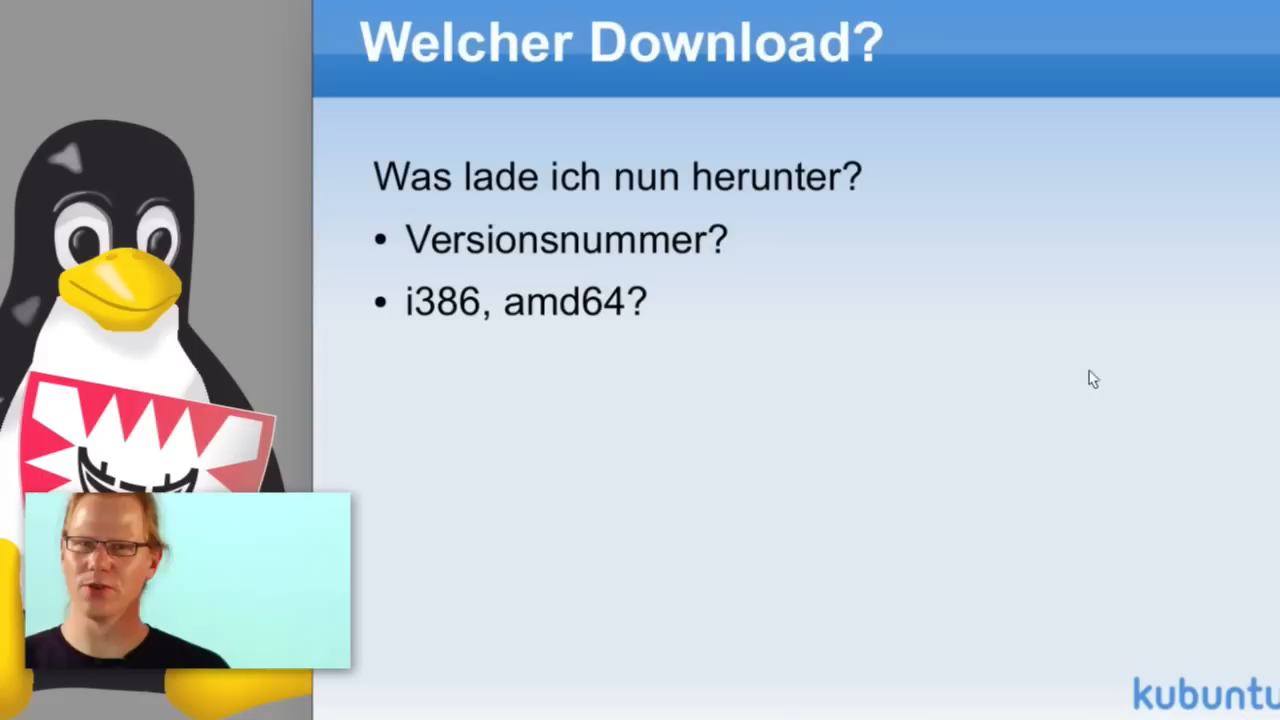 Welcher Download?
Was lade ich nun herunter?
• Versionsnummer?
• i386, amd64?
kubuntu